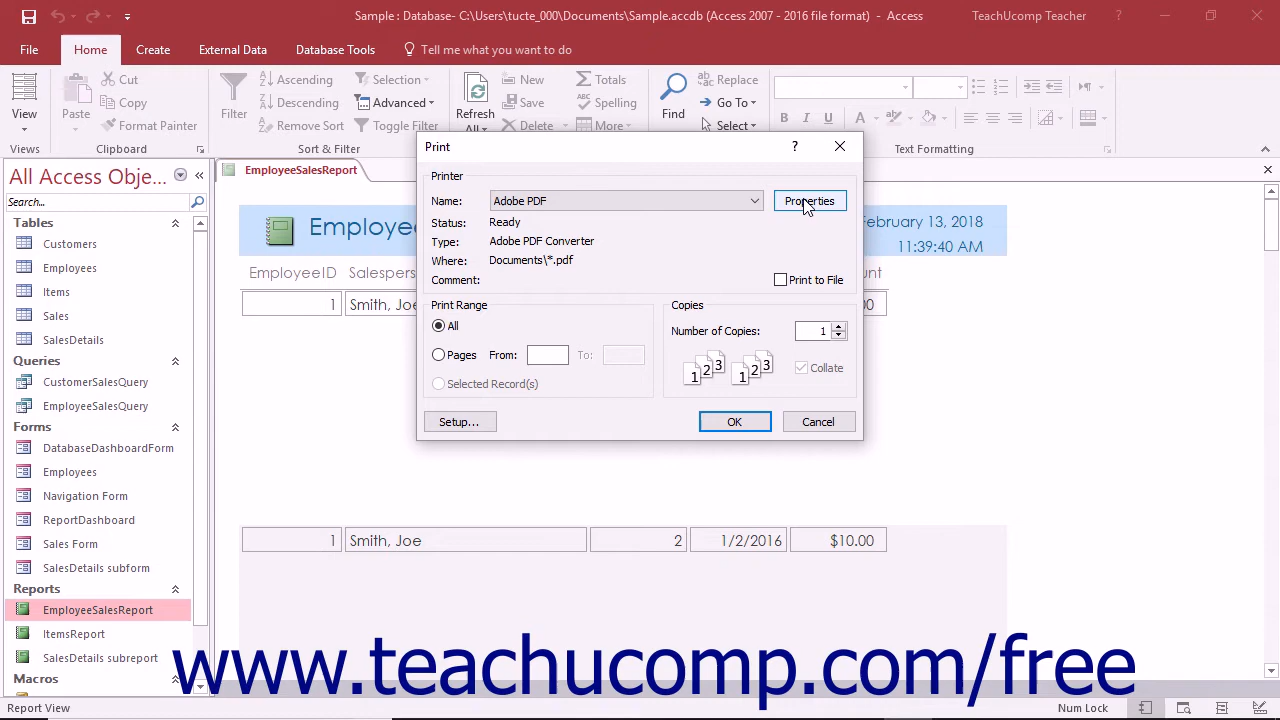 Sample : Database- C:\Users\tucte_000\Documents\Sample.accdb (Access 2007 - 2016 file format) - Access TeachUcomp Teacher ?
File Home Create External Data Database Tools Tell me what you want to do
View
Views
Paste
Cut
Copy
Format Painter
Clipboard
Filter
Ascending
Descending
Sort
Selection
Advanced
Toggle Filter
Sort & Filter
Refresh
All
New
Save
Delete
Totals
Spelling
More
Find
Replace
Go To
Select
B I U A
Text Formatting
All Access Obje...
Search...
Tables
Customers
Employees
Items
Sales
SalesDetails
Queries
CustomerSalesQuery
EmployeeSalesQuery
Forms
DatabaseDashboardForm
Employees
Navigation Form
ReportDashboard
Sales Form
SalesDetails subform
Reports
EmployeeSalesReport
ItemsReport
SalesDetails subreport
Macros
EmployeeSalesReport
February 13, 2018
11:39:40 AM
EmployeeID
1 Smith, Joe
1 Smith, Joe 2 1/2/2016 $10.00
Print ?
Printer
Name: Adobe PDF Properties
Status: Ready
Type: Adobe PDF Converter
Where: Documents\*.pdf
Comment: Print to File
Print Range
All
Pages From: To:
Selected Record(s)
Copies
Number of Copies: 1
1 2 3 1 2 3 Collate
Setup... OK Cancel
www.teachucomp.com/free
Report View Num Lock